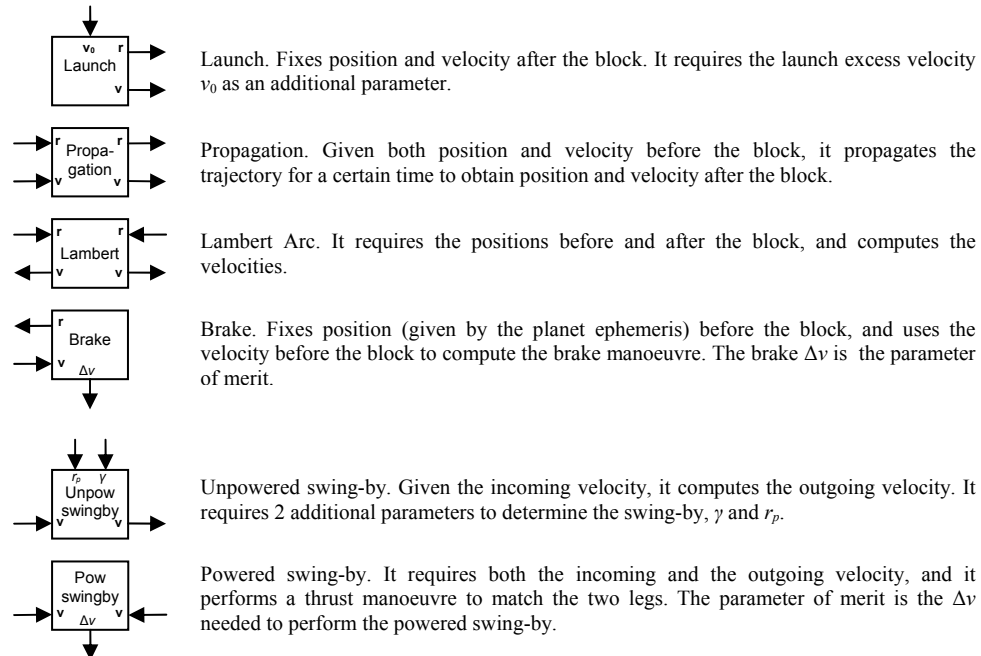 v₀ r
Launch
v
Launch. Fixes position and velocity after the block. It requires the launch excess velocity
v₀ as an additional parameter.
r r
Propa-
gation
v v
Propagation. Given both position and velocity before the block, it propagates the
trajectory for a certain time to obtain position and velocity after the block.
r r
Lambert
v v
Lambert Arc. It requires the positions before and after the block, and computes the
velocities.
r
Brake
v
Δv
Brake. Fixes position (given by the planet ephemeris) before the block, and uses the
velocity before the block to compute the brake manoeuvre. The brake Δv is the parameter
of merit.
rₚ γ
Unpow
swingby
v v
Unpowered swing-by. Given the incoming velocity, it computes the outgoing velocity. It
requires 2 additional parameters to determine the swing-by, γ and rₚ.
Pow
swingby
v v
Δv
Powered swing-by. It requires both the incoming and the outgoing velocity, and it
performs a thrust manoeuvre to match the two legs. The parameter of merit is the Δv
needed to perform the powered swing-by.